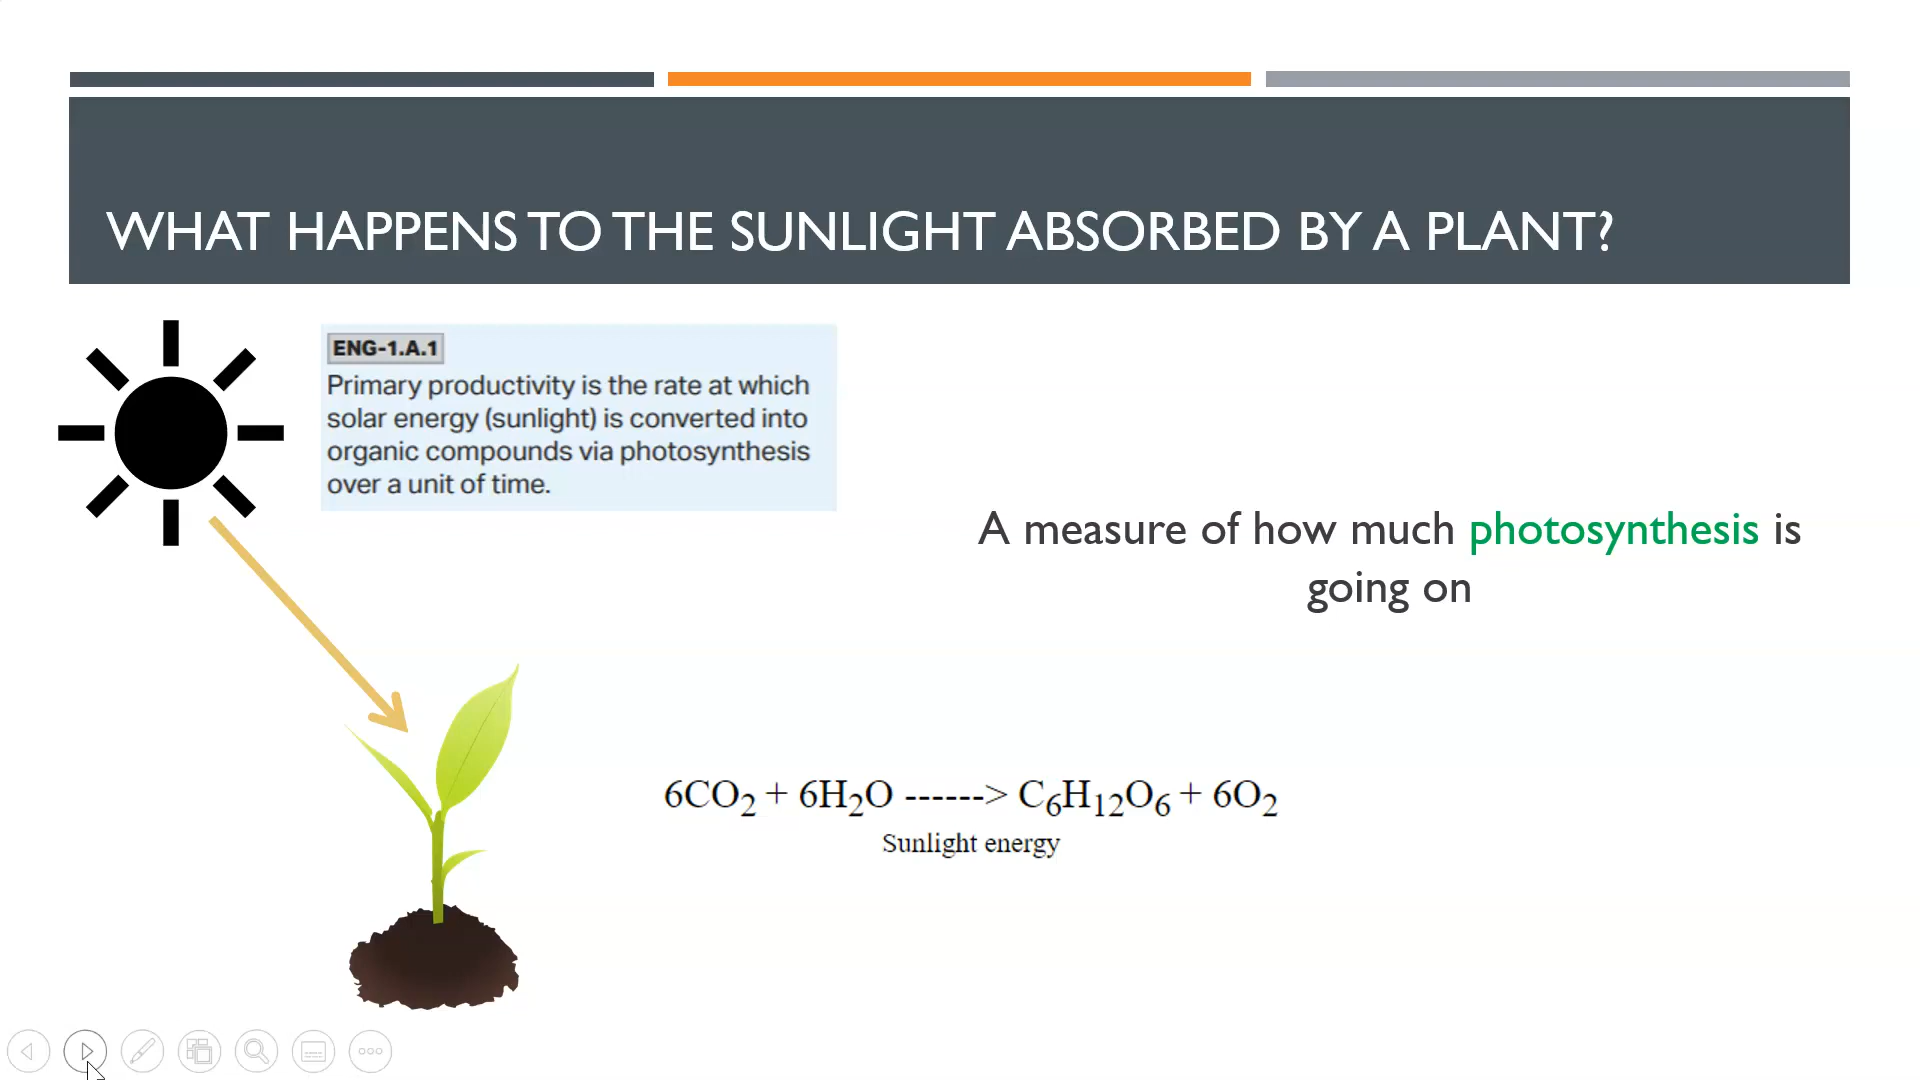 WHAT HAPPENS TO THE SUNLIGHT ABSORBED BY A PLANT?
ENG-1.A.1
Primary productivity is the rate at which
solar energy (sunlight) is converted into
organic compounds via photosynthesis
over a unit of time.
A measure of how much photosynthesis is
going on
6CO₂ + 6H₂O ------> C₆H₁₂O₆ + 6O₂
Sunlight energy